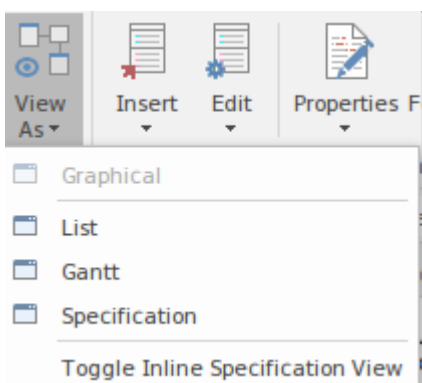 View As
Insert
Edit
Properties
F
Graphical
List
Gantt
Specification
Toggle Inline Specification View